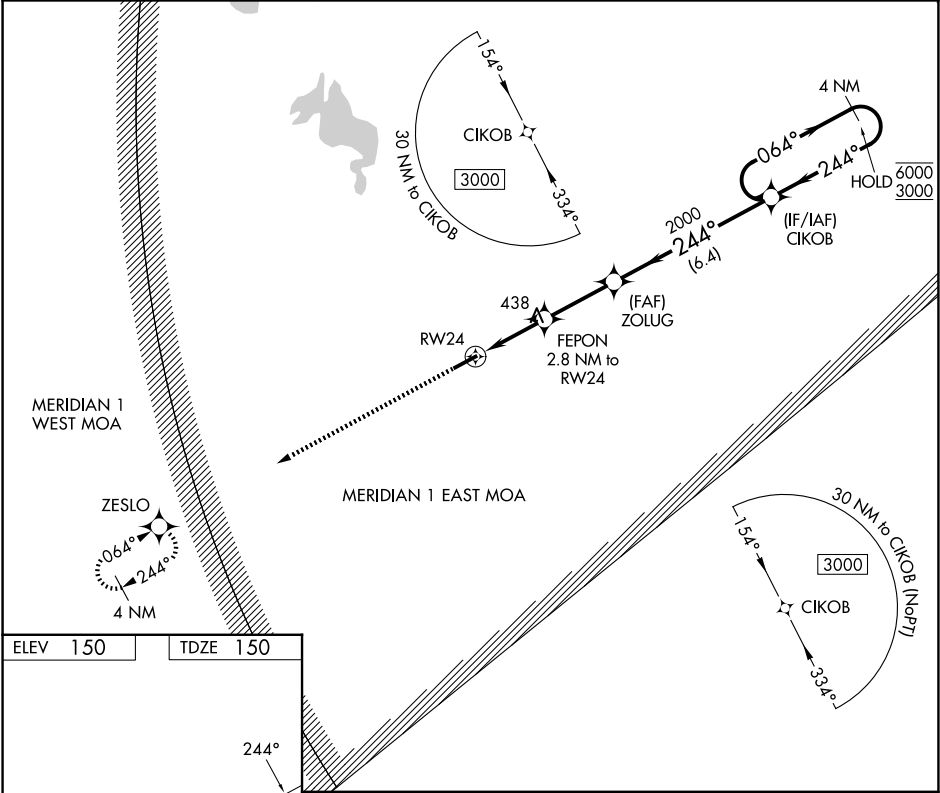 154°
CIKOB
3000
334°
30 NM to CIKOB
4 NM
064°
244°
HOLD
6000
3000
(IF/IAF)
CIKOB
2000
244°
(6.4)
(FAF)
ZOLUG
438
FEPON
2.8 NM to
RW24
RW24
MERIDIAN 1
WEST MOA
MERIDIAN 1 EAST MOA
ZESLO
064°
244°
4 NM
30 NM to CIKOB (NoPT)
154°
3000
CIKOB
334°
ELEV 150
TDZE 150
244°